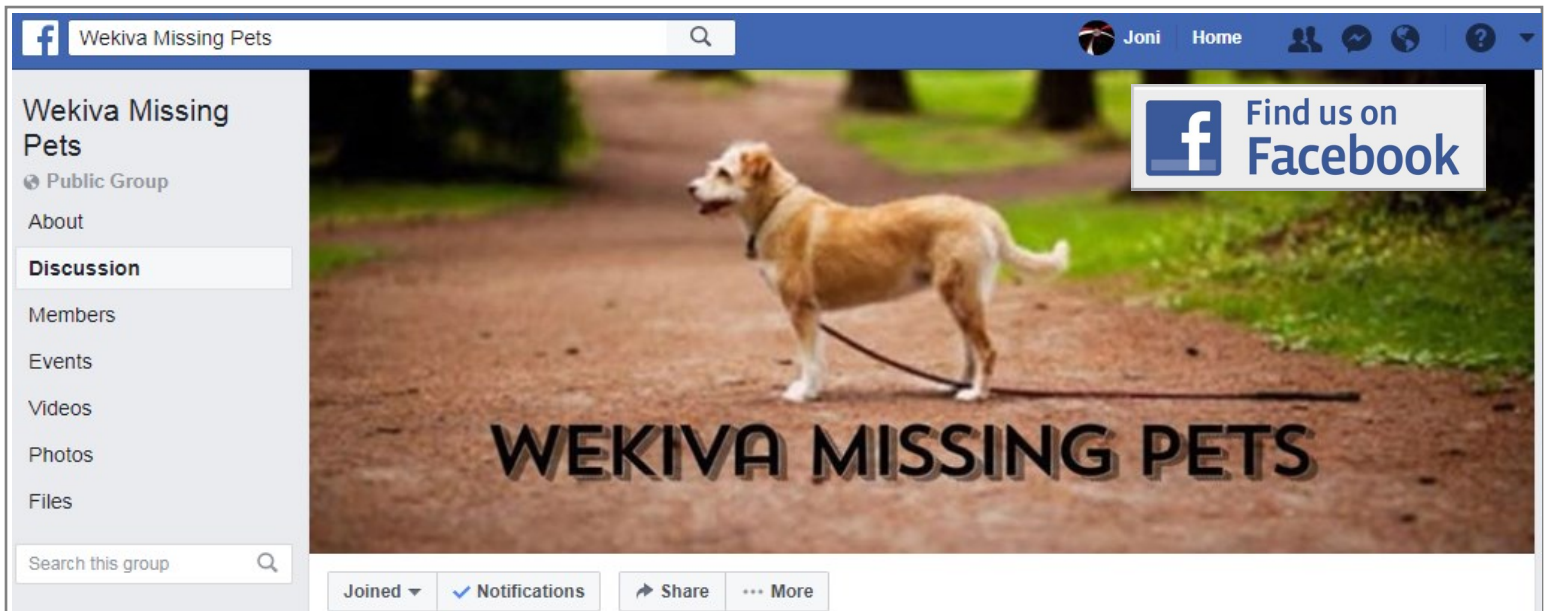 f
Wekiva Missing Pets
Joni
Home
?
Wekiva Missing
Pets
Public Group
About
Discussion
Members
Events
Videos
Photos
Files
Search this group
f
Find us on
Facebook
WEKIVA MISSING PETS
Joined
Notifications
Share
More